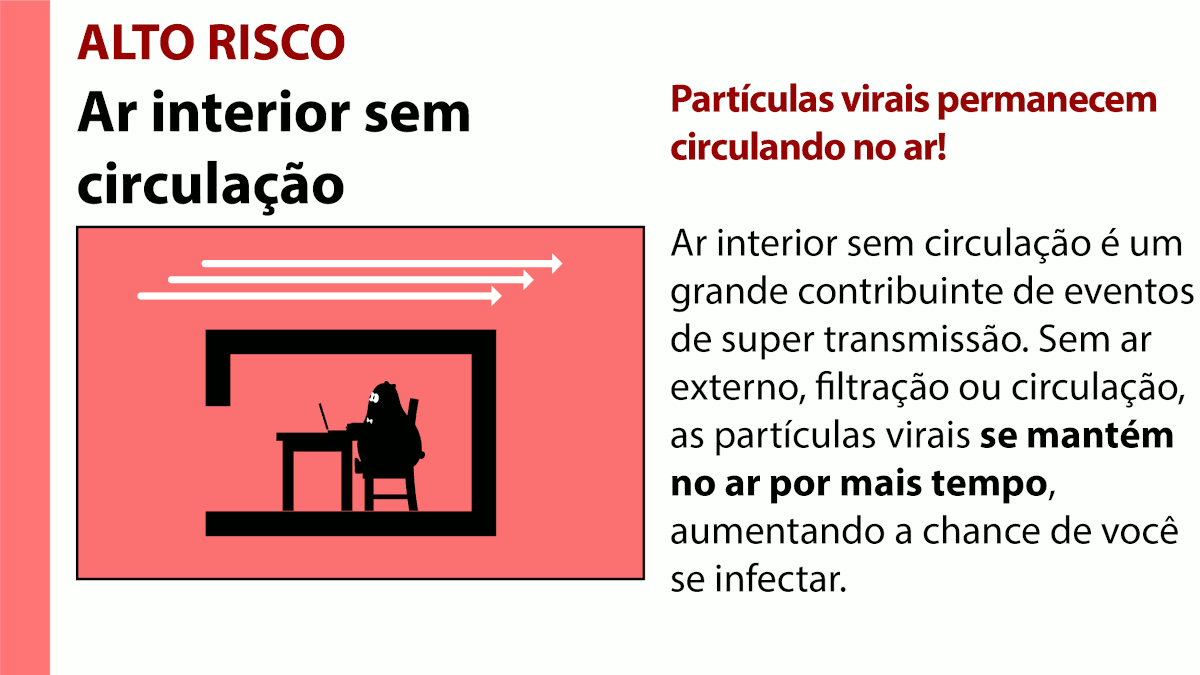 ALTO RISCO
Ar interior sem
circulação
Partículas virais permanecem
circulando no ar!
Ar interior sem circulação é um
grande contribuinte de eventos
de super transmissão. Sem ar
externo, filtração ou circulação,
as partículas virais se mantém
no ar por mais tempo,
aumentando a chance de você
se infectar.